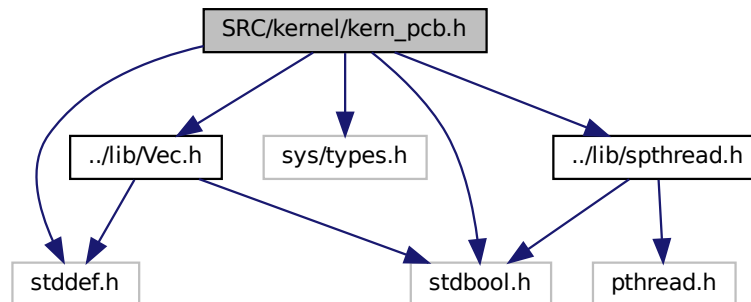 SRC/kernel/kern_pcb.h
../lib/Vec.h
sys/types.h
../lib/spthread.h
stddef.h
stdbool.h
pthread.h